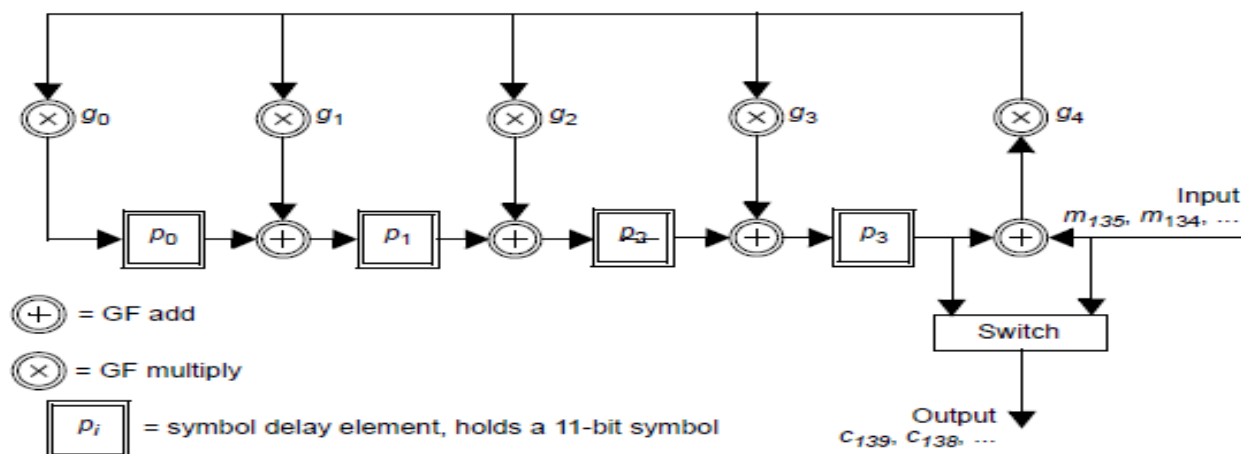 g0 g1 g2 g3 g4
Input
m135, m134, ...
p0 p1 p2 p3
= GF add
Switch
= GF multiply
pi = symbol delay element, holds a 11-bit symbol
Output
c139, c138, ...